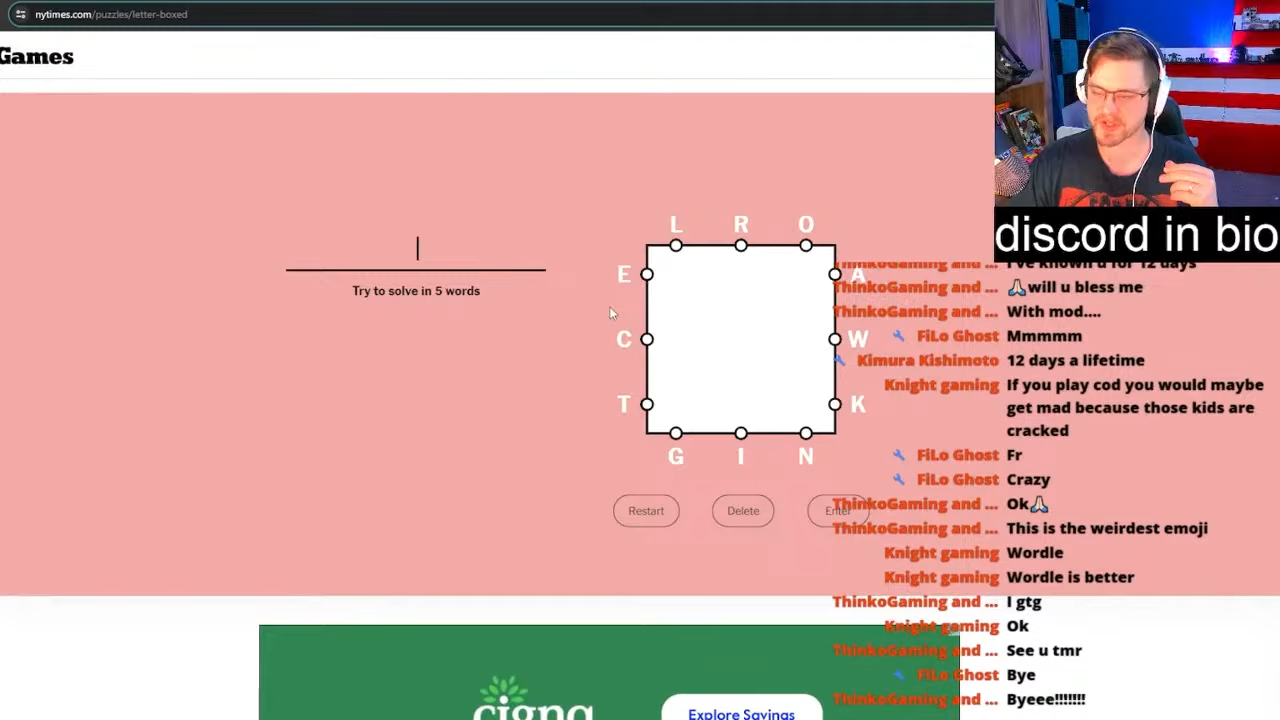 nytimes.com/puzzles/letter-boxed
Games
Try to solve in 5 words
L R O
E
C
T
A
W
K
G I N
Restart
Delete
Enter
cigna
Explore Savings
discord in bio
ThinkoGaming and ... I've known u for 12 days
ThinkoGaming and ... 🙏will u bless me
ThinkoGaming and ... With mod....
FiLo Ghost Mmmmm
Kimura Kishimoto 12 days a lifetime
Knight gaming If you play cod you would maybe
get mad because those kids are
cracked
FiLo Ghost Fr
FiLo Ghost Crazy
ThinkoGaming and ... Ok🙏
ThinkoGaming and ... This is the weirdest emoji
Knight gaming Wordle
Knight gaming Wordle is better
ThinkoGaming and ... I gtg
Knight gaming Ok
ThinkoGaming and ... See u tmr
FiLo Ghost Bye
ThinkoGaming and ... Byeee!!!!!!!